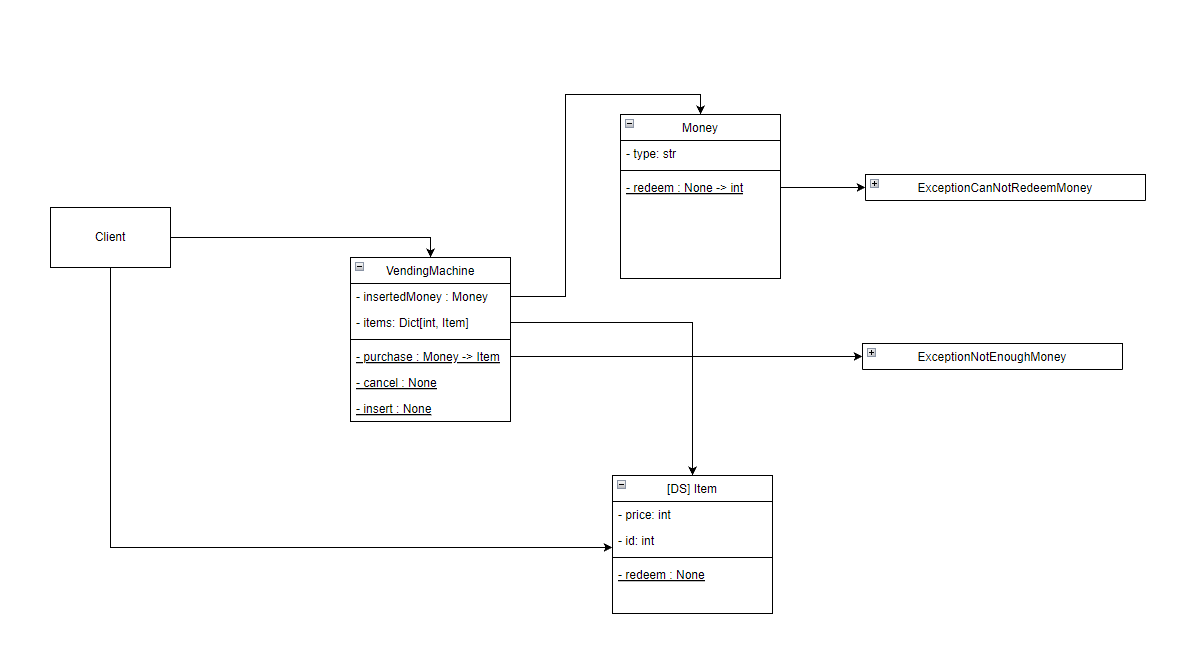 Money
- type: str
- redeem : None -> int
ExceptionCanNotRedeemMoney
Client
VendingMachine
- insertedMoney : Money
- items: Dict[int, Item]
- purchase : Money -> Item
- cancel : None
- insert : None
ExceptionNotEnoughMoney
[DS] Item
- price: int
- id: int
- redeem : None